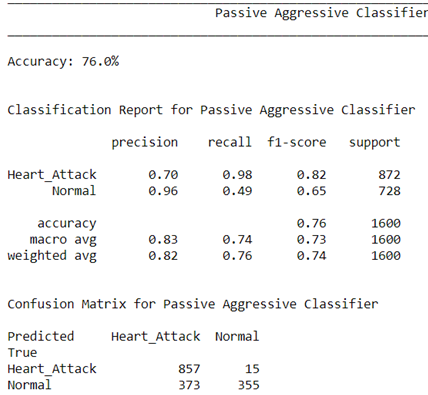 Passive Aggressive Classifier
Accuracy: 76.0%
Classification Report for Passive Aggressive Classifier
precision recall f1-score support
Heart_Attack 0.70 0.98 0.82 872
Normal 0.96 0.49 0.65 728
accuracy 0.76 1600
macro avg 0.83 0.74 0.73 1600
weighted avg 0.82 0.76 0.74 1600
Confusion Matrix for Passive Aggressive Classifier
Predicted Heart_Attack Normal
True
Heart_Attack 857 15
Normal 373 355